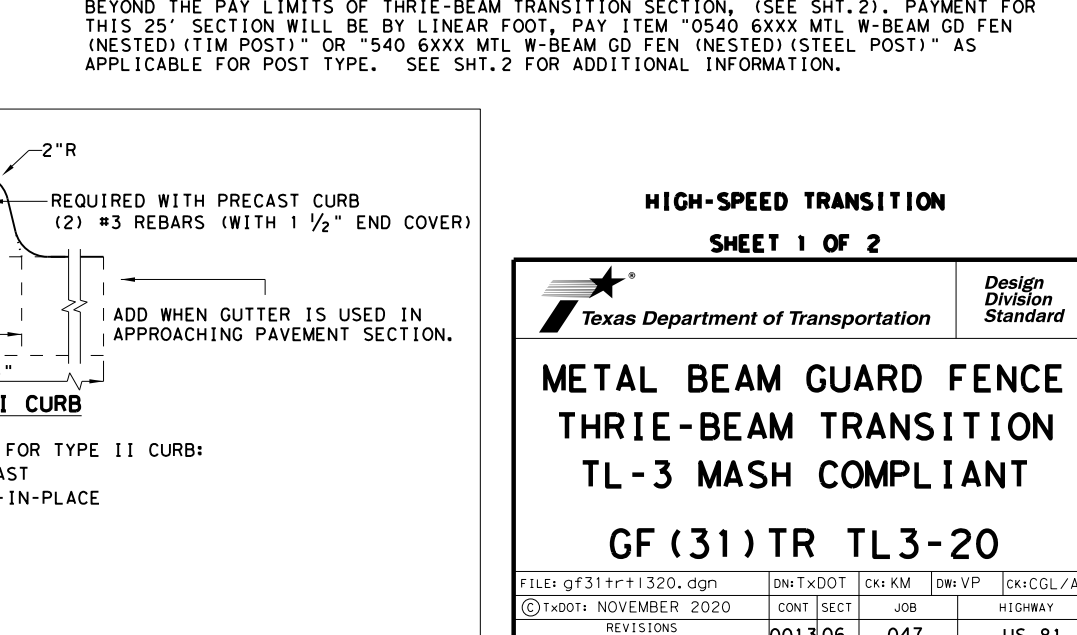 BEYOND THE PAY LIMITS OF THRIE-BEAM TRANSITION SECTION, (SEE SHT.2). PAYMENT FOR
THIS 25' SECTION WILL BE BY LINEAR FOOT, PAY ITEM "0540 6XXX MTL W-BEAM GD FEN
(NESTED)(TIM POST)" OR "540 6XXX MTL W-BEAM GD FEN (NESTED)(STEEL POST)" AS
APPLICABLE FOR POST TYPE. SEE SHT.2 FOR ADDITIONAL INFORMATION.
2"R
REQUIRED WITH PRECAST CURB
(2) #3 REBARS (WITH 1 ½" END COVER)
ADD WHEN GUTTER IS USED IN
APPROACHING PAVEMENT SECTION.
"
I CURB
FOR TYPE II CURB:
AST
-IN-PLACE
HIGH-SPEED TRANSITION
SHEET 1 OF 2
®
Texas Department of Transportation
Design
Division
Standard
METAL BEAM GUARD FENCE
THRIE-BEAM TRANSITION
TL-3 MASH COMPLIANT
GF(31)TR TL3-20
FILE: gf31trtl320.dgn DN:TxDOT CK:KM DW:VP CK:CGL/A
© TxDOT: NOVEMBER 2020 CONT SECT JOB HIGHWAY
REVISIONS 0013 06 047 US 81